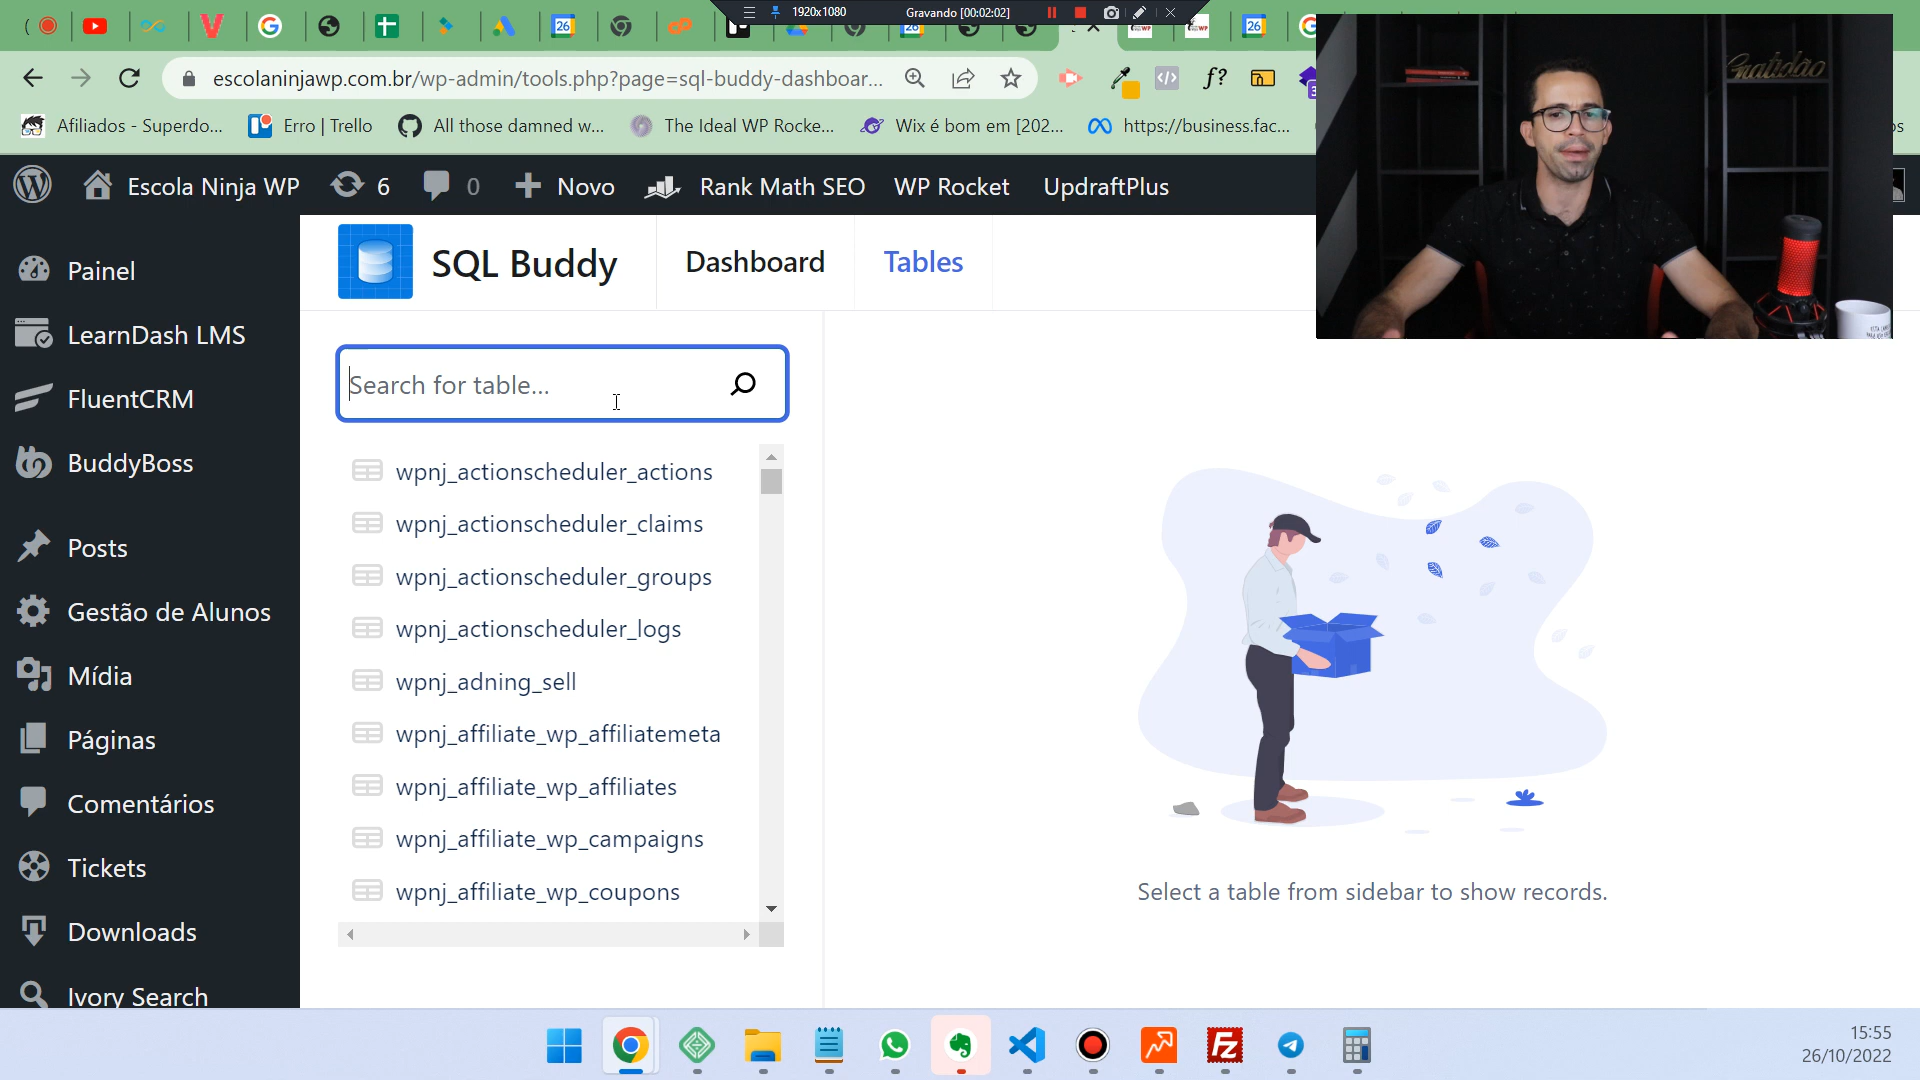 1920x1080
Gravando [00:02:02]
escolaninjawp.com.br/wp-admin/tools.php?page=sql-buddy-dashboar...
Afiliados - Superdo...
Erro | Trello
All those damned w...
The Ideal WP Rocke...
Wix é bom em [202...
https://business.fac...
Escola Ninja WP
6
0
Novo
Rank Math SEO
WP Rocket
UpdraftPlus
Gratidão
Painel
LearnDash LMS
FluentCRM
BuddyBoss
Posts
Gestão de Alunos
Mídia
Páginas
Comentários
Tickets
Downloads
Ivory Search
SQL Buddy
Dashboard
Tables
Search for table...
wpnj_actionscheduler_actions
wpnj_actionscheduler_claims
wpnj_actionscheduler_groups
wpnj_actionscheduler_logs
wpnj_adning_sell
wpnj_affiliate_wp_affiliatemeta
wpnj_affiliate_wp_affiliates
wpnj_affiliate_wp_campaigns
wpnj_affiliate_wp_coupons
Select a table from sidebar to show records.
15:55
26/10/2022